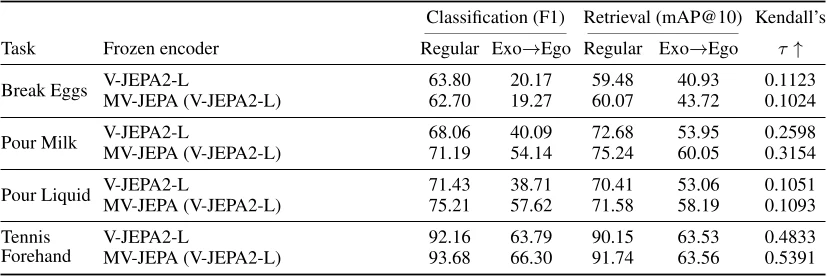 Classification (F1) Retrieval (mAP@10) Kendall's
Task Frozen encoder Regular Exo→Ego Regular Exo→Ego τ ↑
Break Eggs V-JEPA2-L 63.80 20.17 59.48 40.93 0.1123
MV-JEPA (V-JEPA2-L) 62.70 19.27 60.07 43.72 0.1024
Pour Milk V-JEPA2-L 68.06 40.09 72.68 53.95 0.2598
MV-JEPA (V-JEPA2-L) 71.19 54.14 75.24 60.05 0.3154
Pour Liquid V-JEPA2-L 71.43 38.71 70.41 53.06 0.1051
MV-JEPA (V-JEPA2-L) 75.21 57.62 71.58 58.19 0.1093
Tennis V-JEPA2-L 92.16 63.79 90.15 63.53 0.4833
Forehand MV-JEPA (V-JEPA2-L) 93.68 66.30 91.74 63.56 0.5391